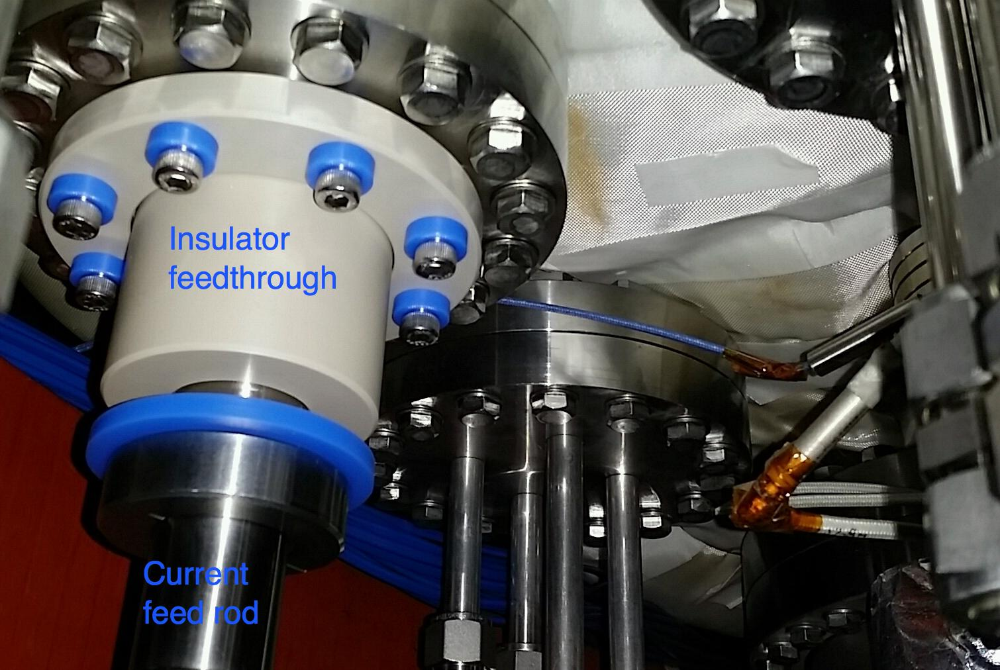 Insulator
feedthrough
Current
feed rod